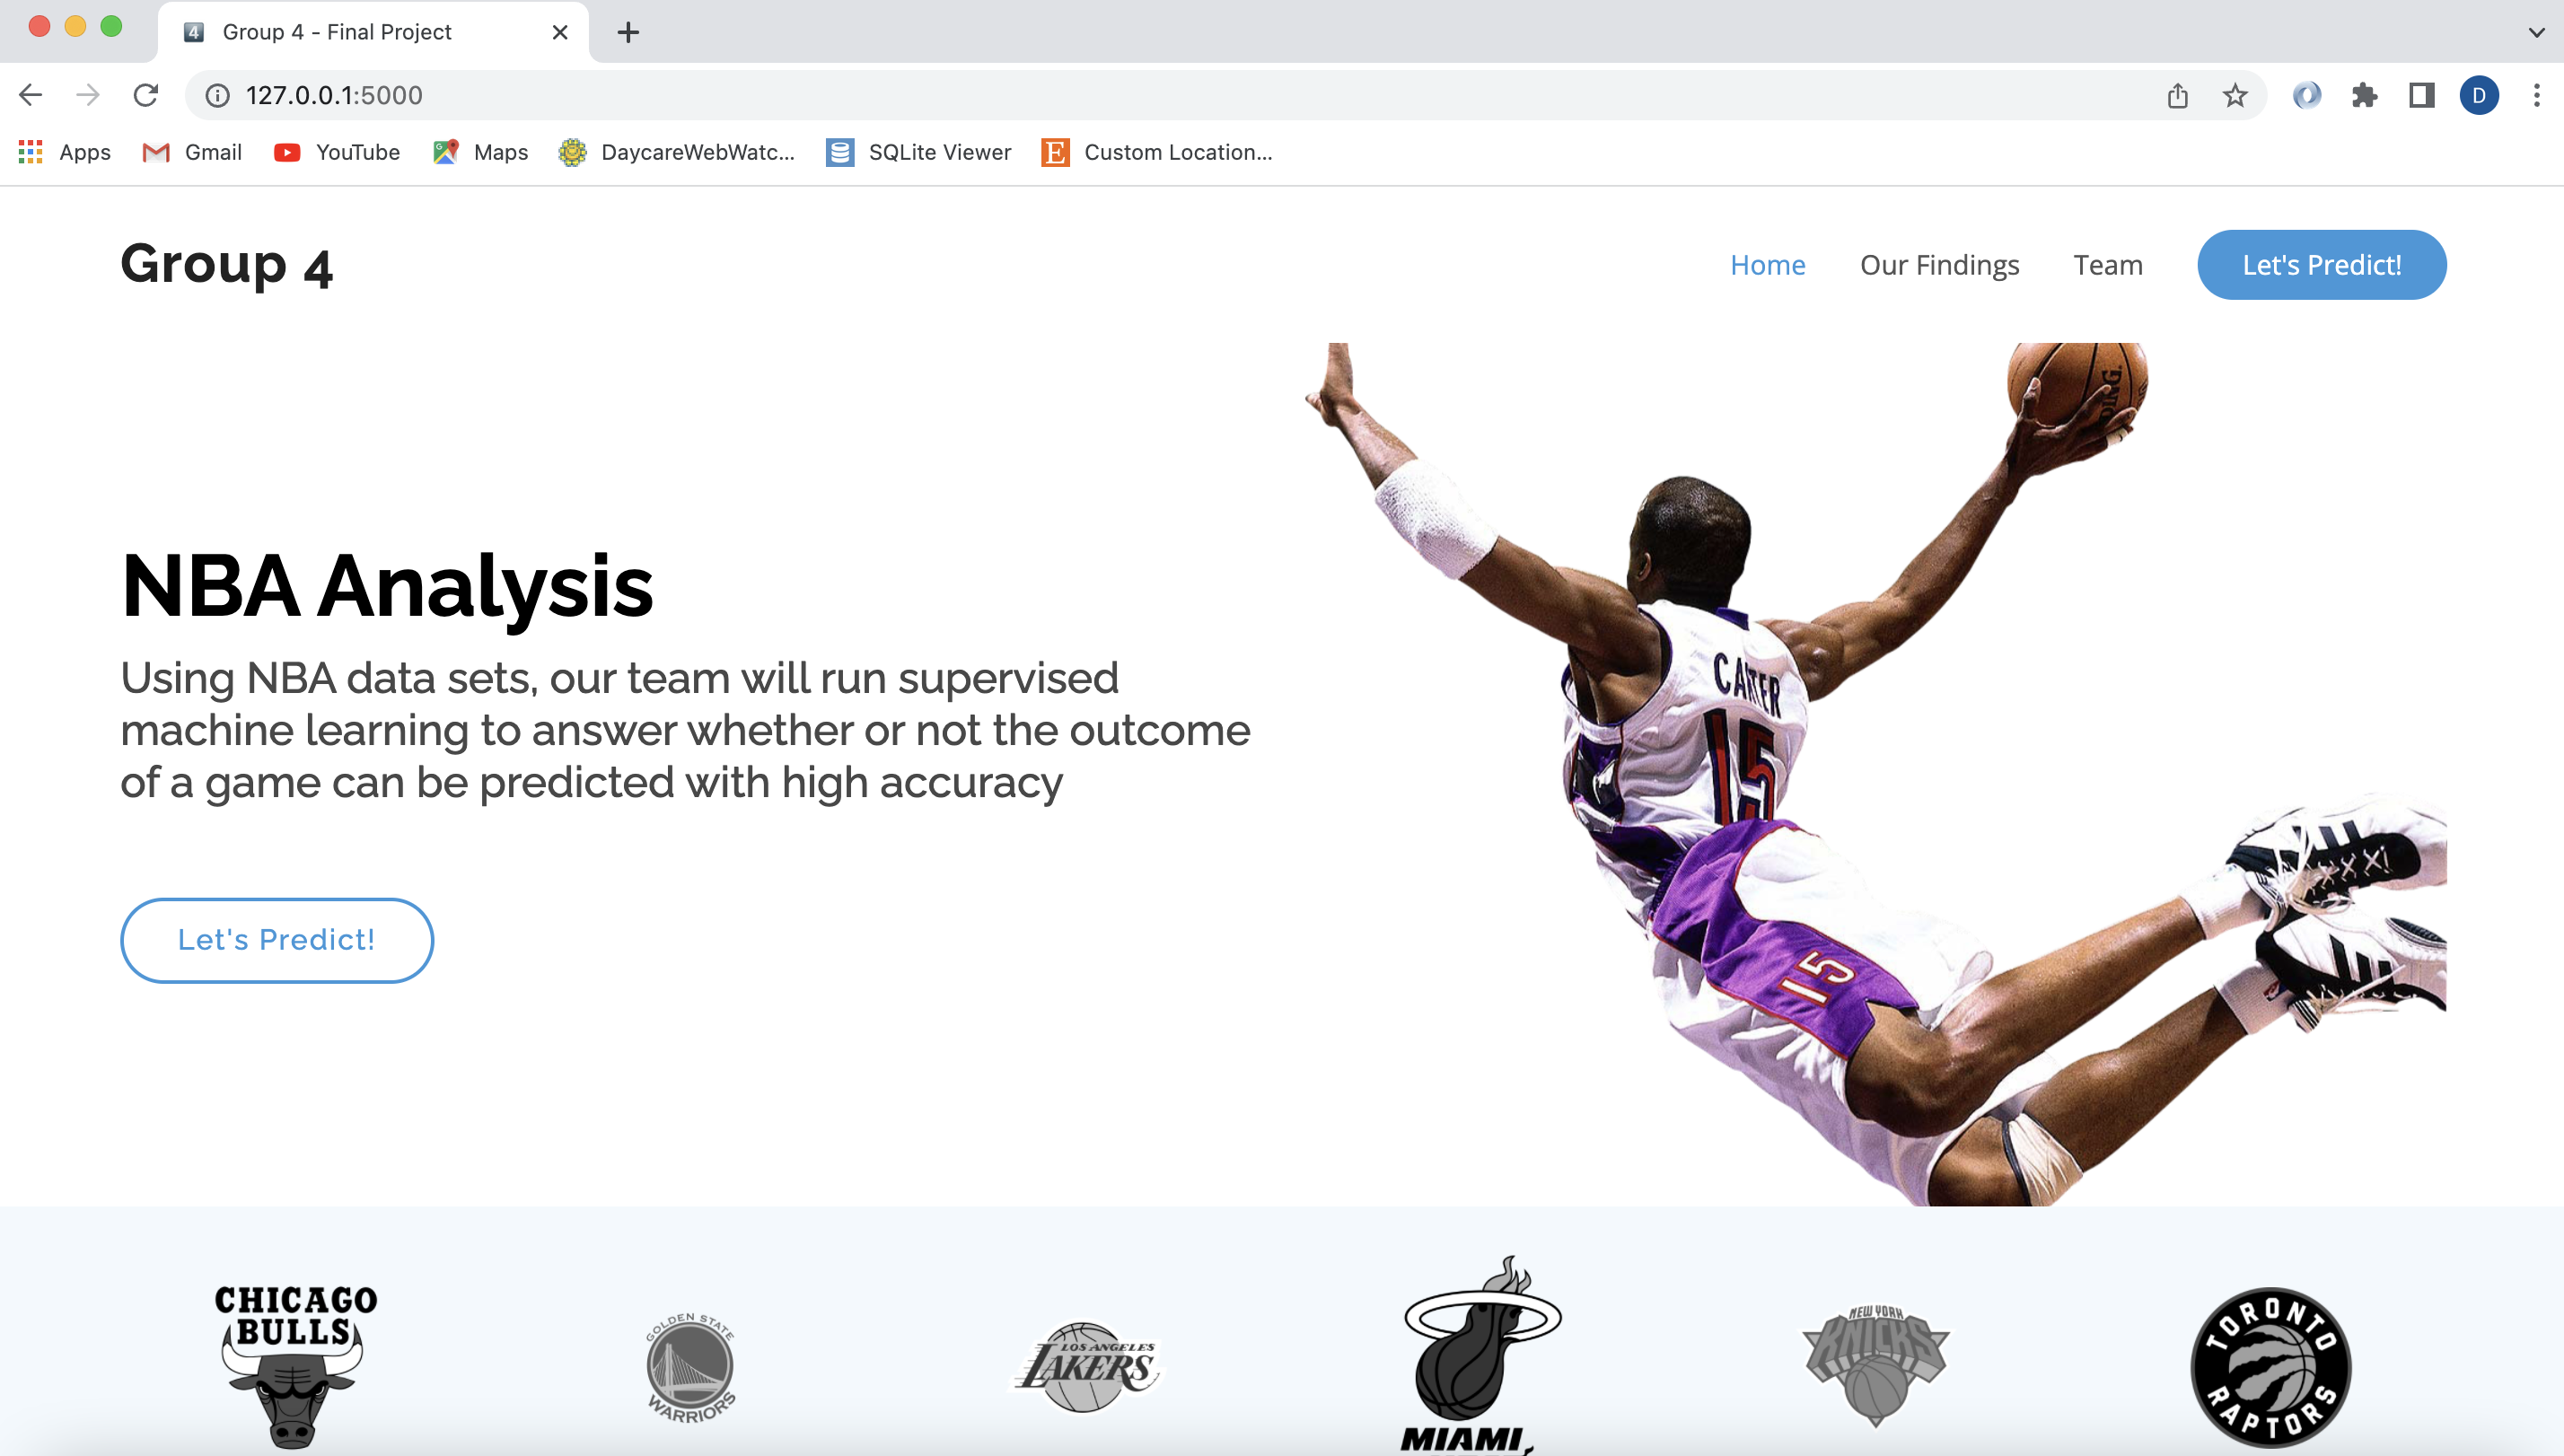 4 Group 4 - Final Project
127.0.0.1:5000
D
Apps Gmail YouTube Maps DaycareWebWatc... SQLite Viewer E Custom Location...
Group 4
Home Our Findings Team Let's Predict!
NBA Analysis
Using NBA data sets, our team will run supervised
machine learning to answer whether or not the outcome
of a game can be predicted with high accuracy
Let's Predict!
DING.
CARTER
15
15
CHICAGO
BULLS
GOLDEN STATE
WARRIORS
LOS ANGELES
LAKERS
MIAMI
NEW YORK
KNICKS
TORONTO
RAPTORS